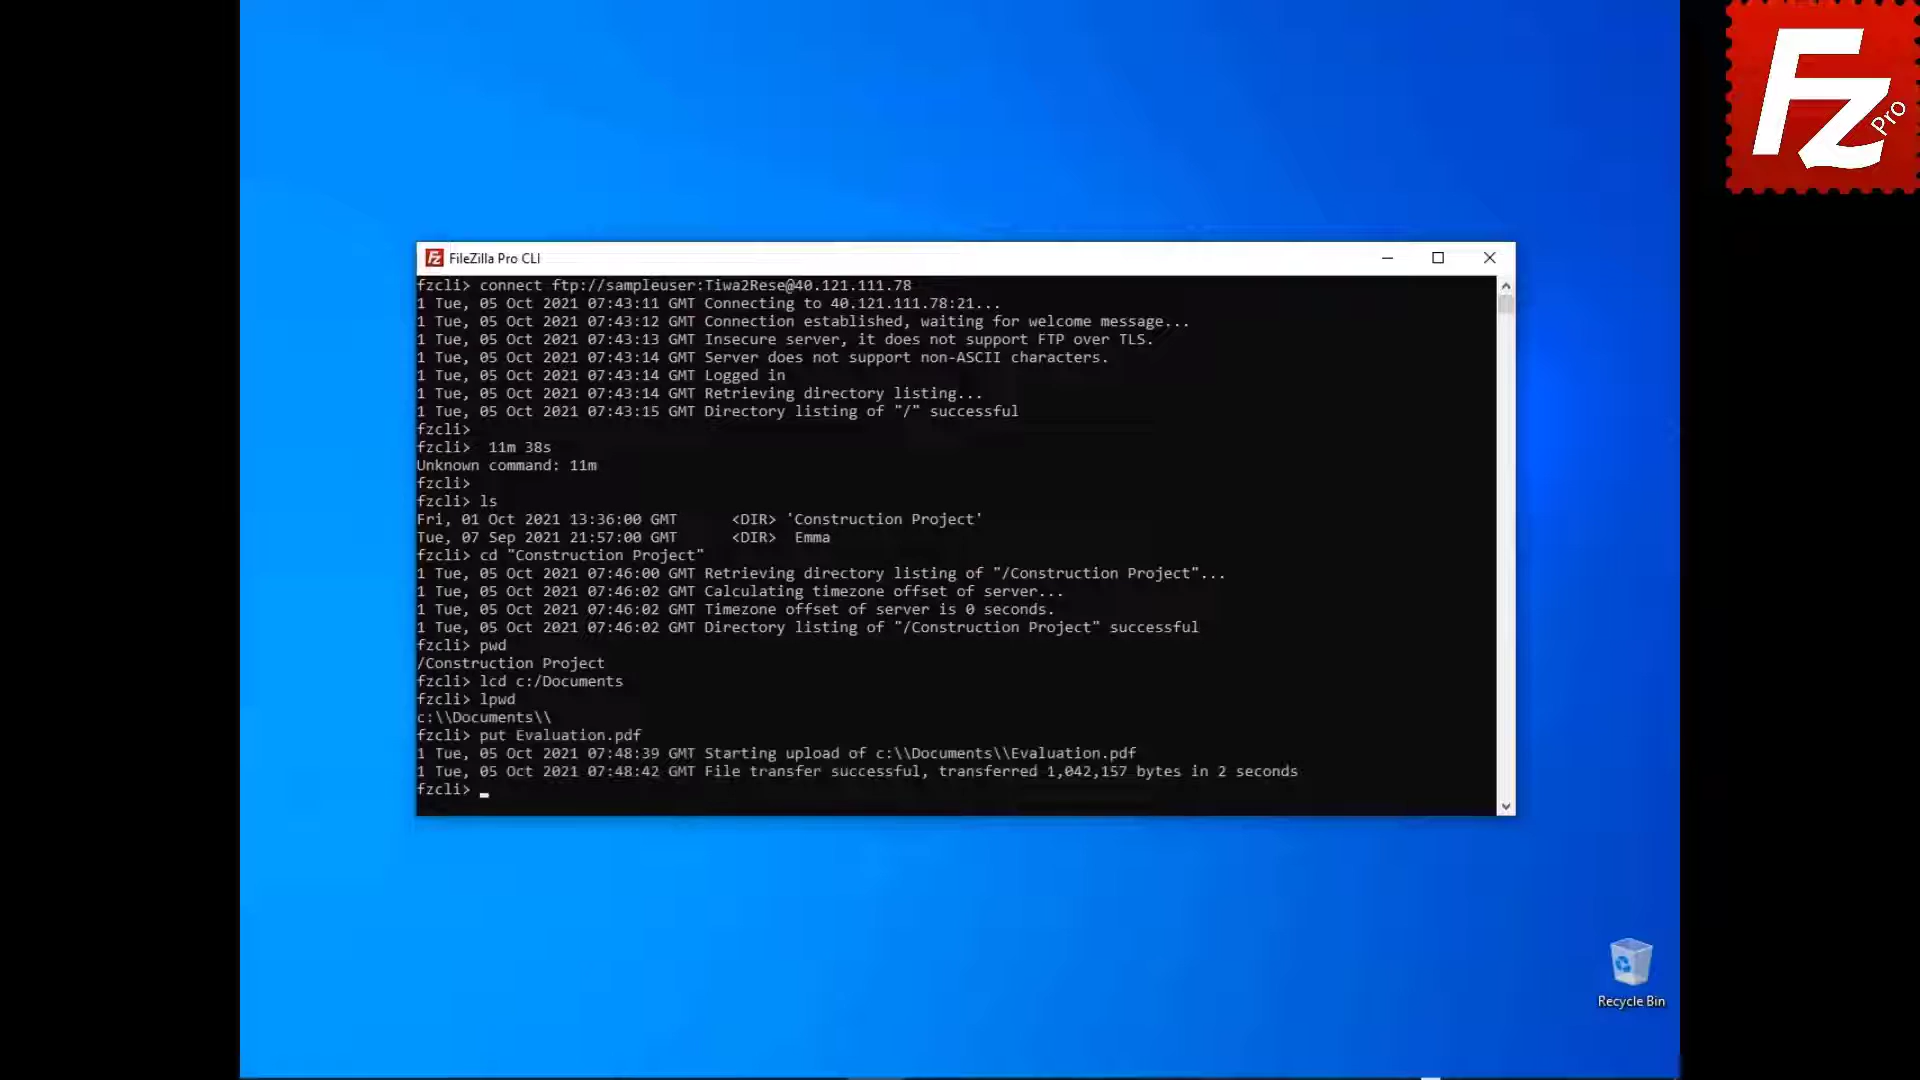 FZ Pro
FileZilla Pro CLI
fzcli> connect ftp://sampleuser:Tiwa2Rese@40.121.111.78
1 Tue, 05 Oct 2021 07:43:11 GMT Connecting to 40.121.111.78:21...
1 Tue, 05 Oct 2021 07:43:12 GMT Connection established, waiting for welcome message...
1 Tue, 05 Oct 2021 07:43:13 GMT Insecure server, it does not support FTP over TLS.
1 Tue, 05 Oct 2021 07:43:14 GMT Server does not support non-ASCII characters.
1 Tue, 05 Oct 2021 07:43:14 GMT Logged in
1 Tue, 05 Oct 2021 07:43:14 GMT Retrieving directory listing...
1 Tue, 05 Oct 2021 07:43:15 GMT Directory listing of "/" successful
fzcli>
fzcli>  11m 38s
Unknown command: 11m
fzcli>
fzcli> ls
Fri, 01 Oct 2021 13:36:00 GMT      <DIR> 'Construction Project'
Tue, 07 Sep 2021 21:57:00 GMT      <DIR>  Emma
fzcli> cd "Construction Project"
1 Tue, 05 Oct 2021 07:46:00 GMT Retrieving directory listing of "/Construction Project"...
1 Tue, 05 Oct 2021 07:46:02 GMT Calculating timezone offset of server...
1 Tue, 05 Oct 2021 07:46:02 GMT Timezone offset of server is 0 seconds.
1 Tue, 05 Oct 2021 07:46:02 GMT Directory listing of "/Construction Project" successful
fzcli> pwd
/Construction Project
fzcli> lcd c:/Documents
fzcli> lpwd
c:\\Documents\\
fzcli> put Evaluation.pdf
1 Tue, 05 Oct 2021 07:48:39 GMT Starting upload of c:\\Documents\\Evaluation.pdf
1 Tue, 05 Oct 2021 07:48:42 GMT File transfer successful, transferred 1,042,157 bytes in 2 seconds
fzcli> _
Recycle Bin